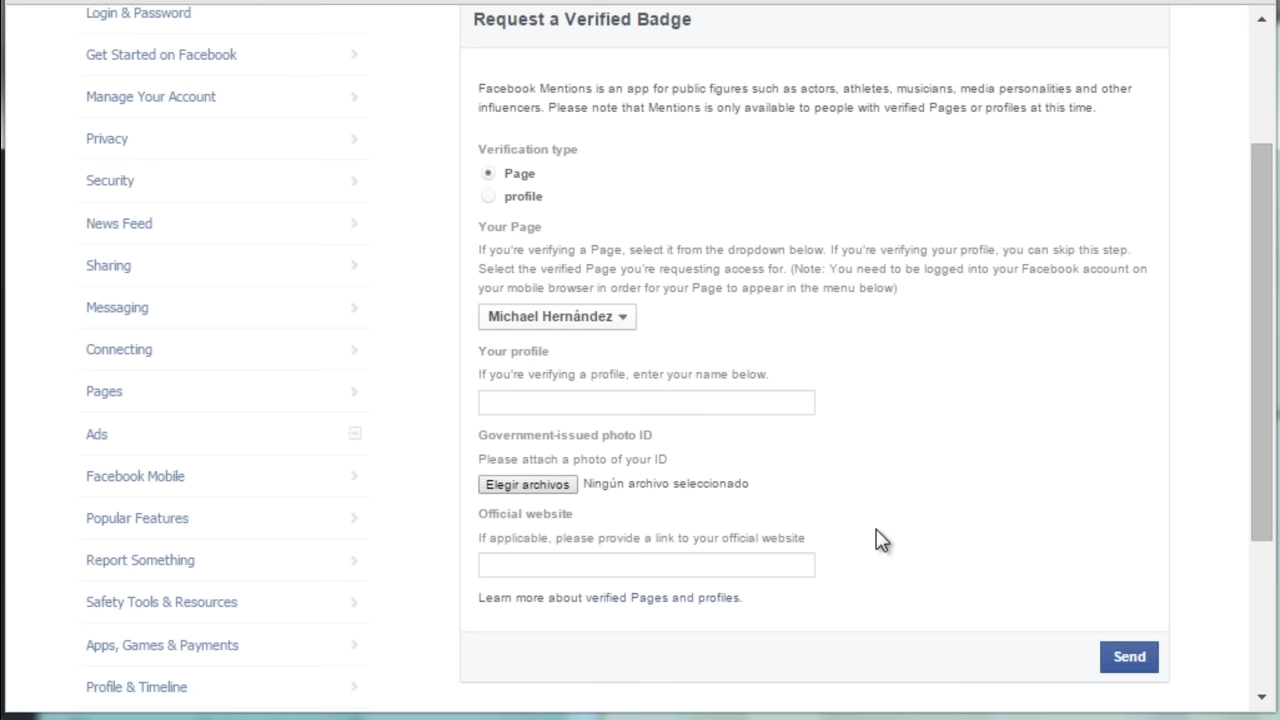 Login & Password
Get Started on Facebook
Manage Your Account
Privacy
Security
News Feed
Sharing
Messaging
Connecting
Pages
Ads
Facebook Mobile
Popular Features
Report Something
Safety Tools & Resources
Apps, Games & Payments
Profile & Timeline
Request a Verified Badge
Facebook Mentions is an app for public figures such as actors, athletes, musicians, media personalities and other
influencers. Please note that Mentions is only available to people with verified Pages or profiles at this time.
Verification type
Page
profile
Your Page
If you're verifying a Page, select it from the dropdown below. If you're verifying your profile, you can skip this step.
Select the verified Page you're requesting access for. (Note: You need to be logged into your Facebook account on
your mobile browser in order for your Page to appear in the menu below)
Michael Hernández
Your profile
If you're verifying a profile, enter your name below.
Government-issued photo ID
Please attach a photo of your ID
Elegir archivos Ningún archivo seleccionado
Official website
If applicable, please provide a link to your official website
Learn more about verified Pages and profiles.
Send